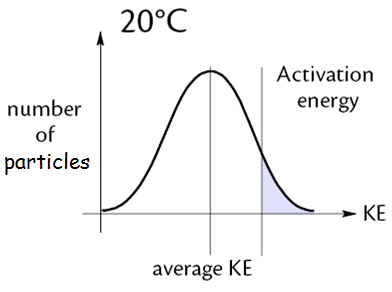 20°C
number
of
particles
Activation
energy
KE
average KE